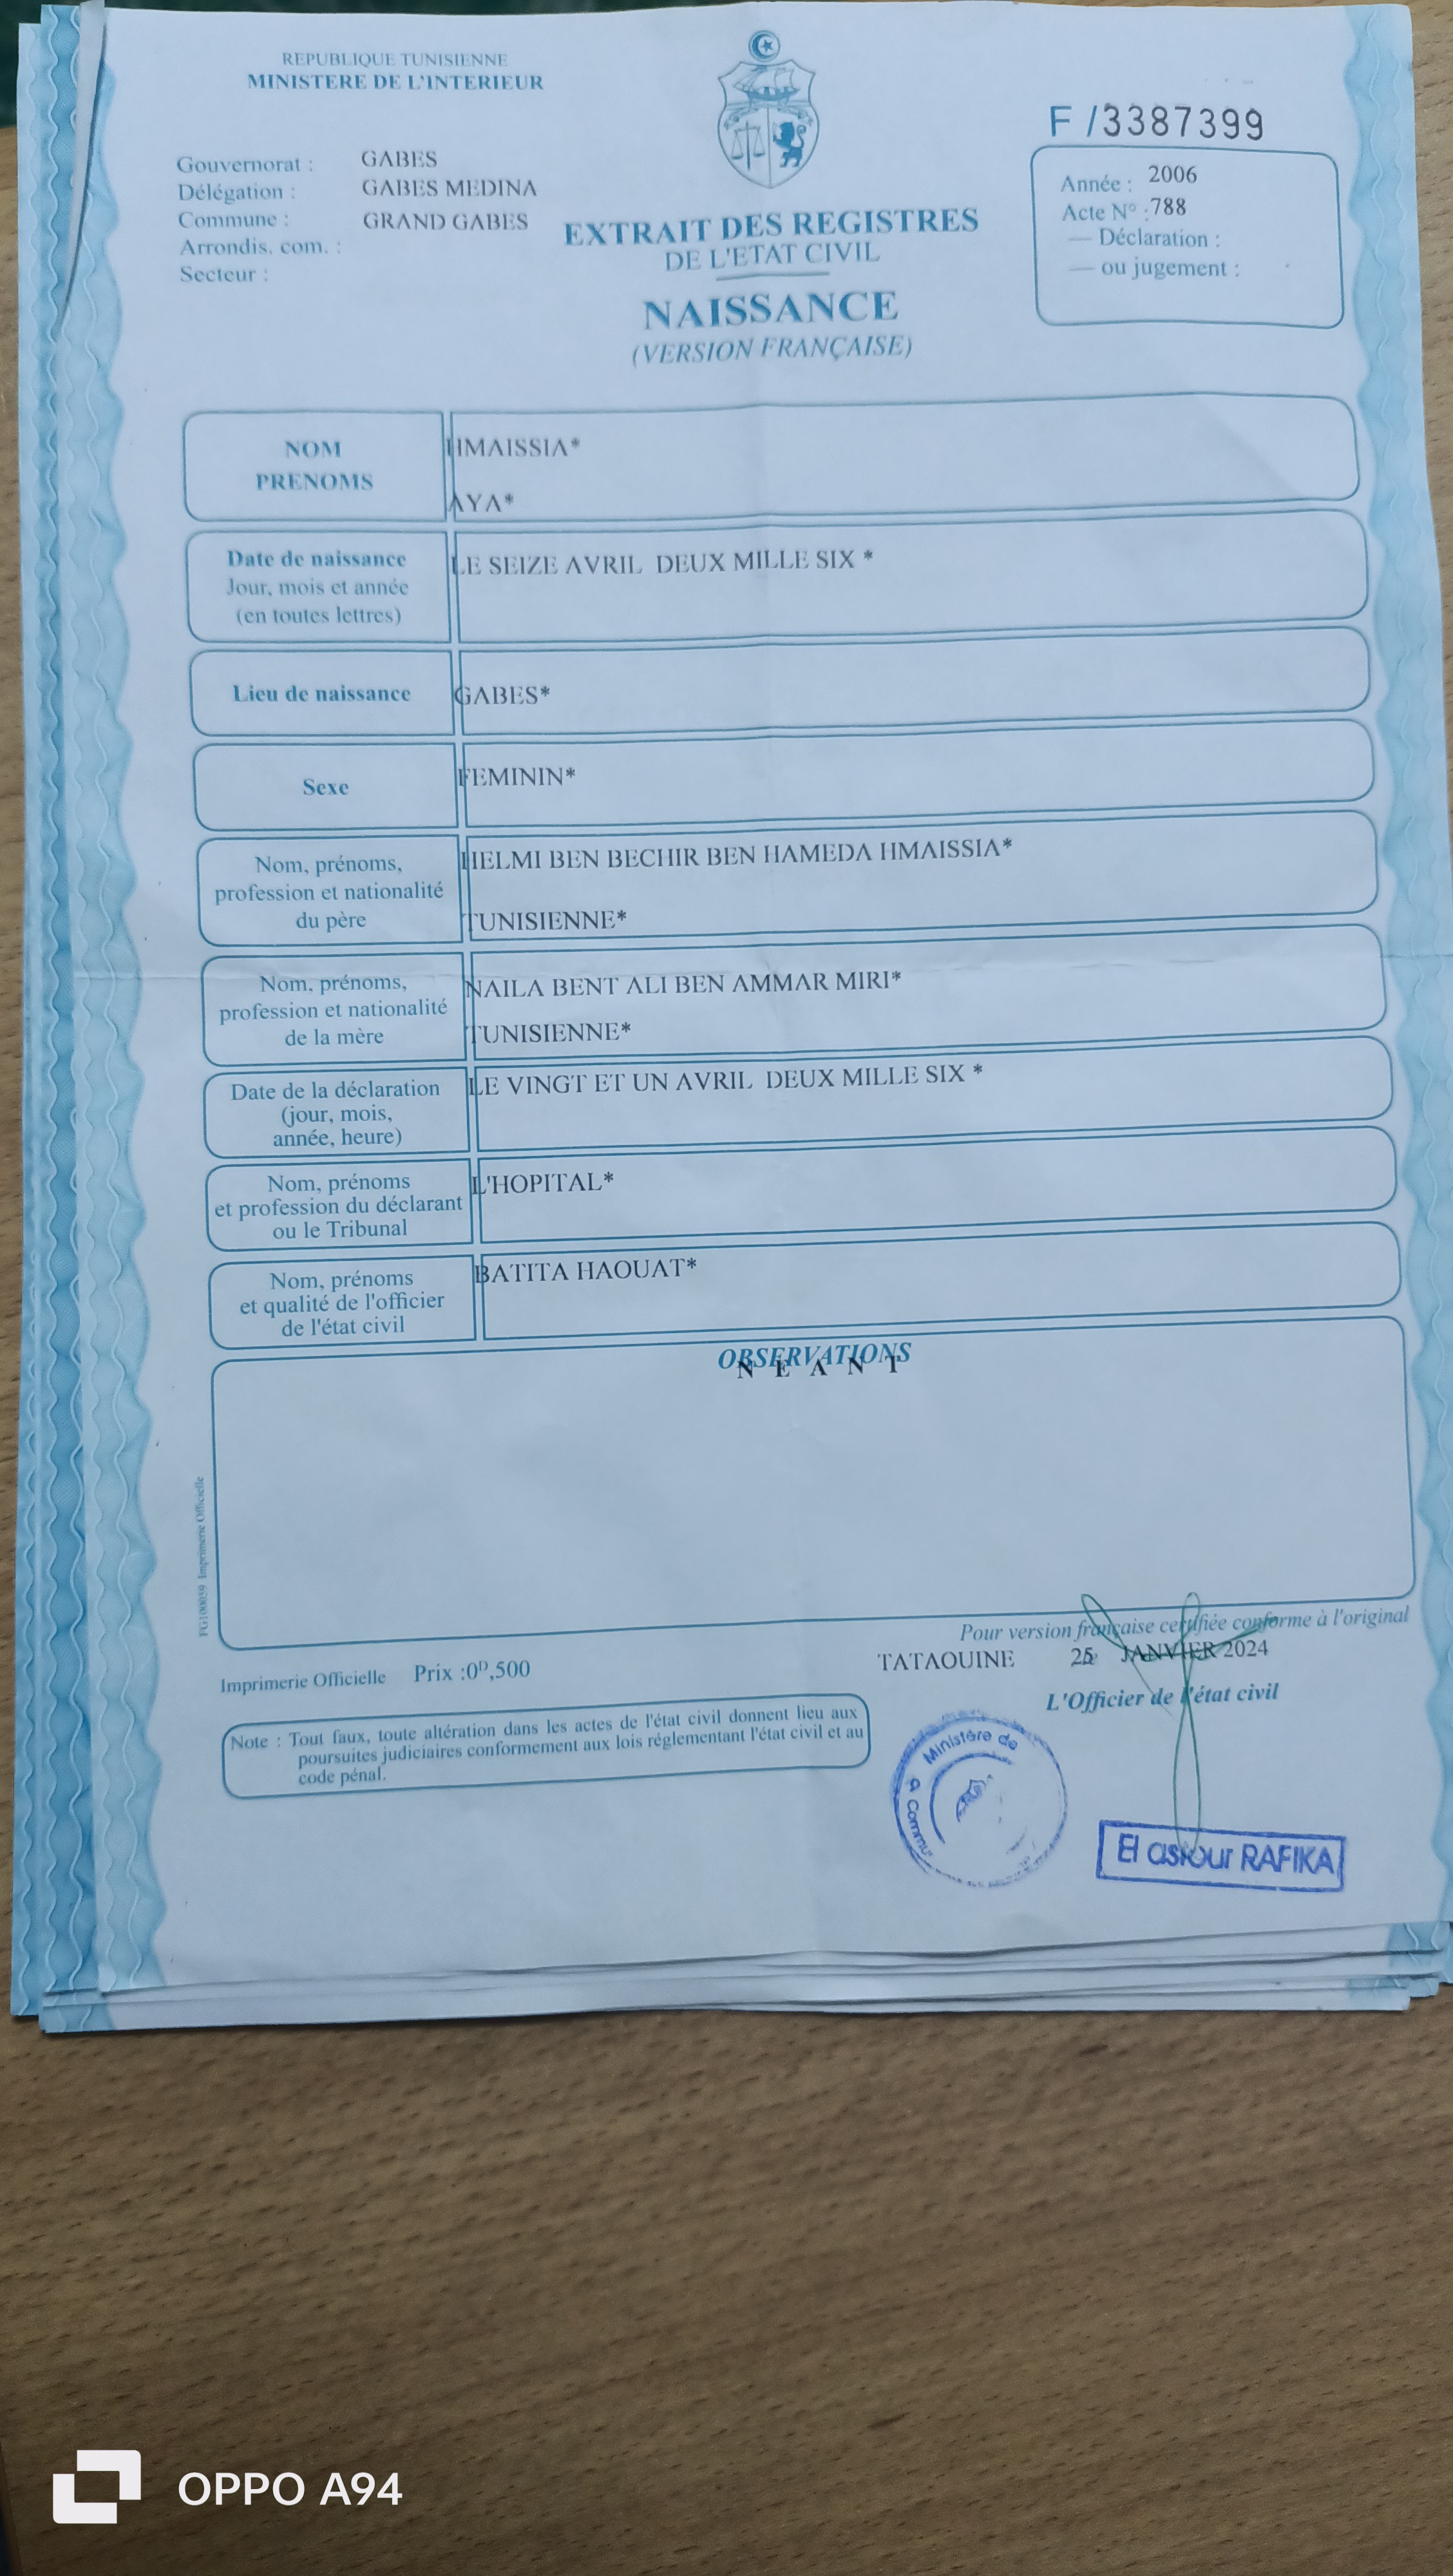 REPUBLIQUE TUNISIENNE
MINISTERE DE L'INTERIEUR
F /3387399
Gouvernorat : GABES
Délégation : GABES MEDINA
Commune : GRAND GABES
Arrondis. com. :
Secteur :
EXTRAIT DES REGISTRES
DE L'ETAT CIVIL
NAISSANCE
(VERSION FRANÇAISE)
Année : 2006
Acte N° : 788
— Déclaration :
— ou jugement :
NOM HMAISSIA*
PRENOMS AYA*
Date de naissance LE SEIZE AVRIL DEUX MILLE SIX *
Jour, mois et année
(en toutes lettres)
Lieu de naissance GABES*
Sexe FEMININ*
Nom, prénoms, HELMI BEN BECHIR BEN HAMEDA HMAISSIA*
profession et nationalité
du père TUNISIENNE*
Nom, prénoms, NAILA BENT ALI BEN AMMAR MIRI*
profession et nationalité
de la mère TUNISIENNE*
Date de la déclaration LE VINGT ET UN AVRIL DEUX MILLE SIX *
(jour, mois,
année, heure)
Nom, prénoms L'HOPITAL*
et profession du déclarant
ou le Tribunal
Nom, prénoms BATITA HAOUAT*
et qualité de l'officier
de l'état civil
OBSERVATIONS
N E A N T
FG100059 Imprimerie Officielle
Pour version française certifiée conforme à l'original
TATAOUINE 25 JANVIER 2024
L'Officier de l'état civil
Imprimerie Officielle Prix :0ᴰ,500
Note : Tout faux, toute altération dans les actes de l'état civil donnent lieu aux
poursuites judiciaires conformement aux lois réglementant l'état civil et au
code pénal.
Ministère de
Commu
El astour RAFIKA
OPPO A94